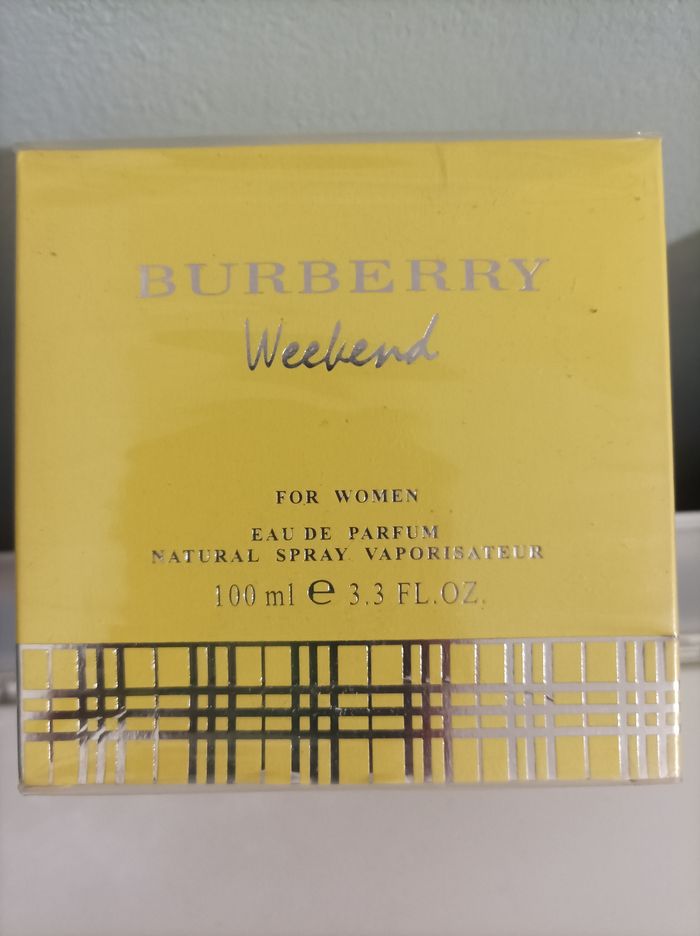 BURBERRY
Weekend
FOR WOMEN
EAU DE PARFUM
NATURAL SPRAY VAPORISATEUR
100 ml e 3.3 FL.OZ.